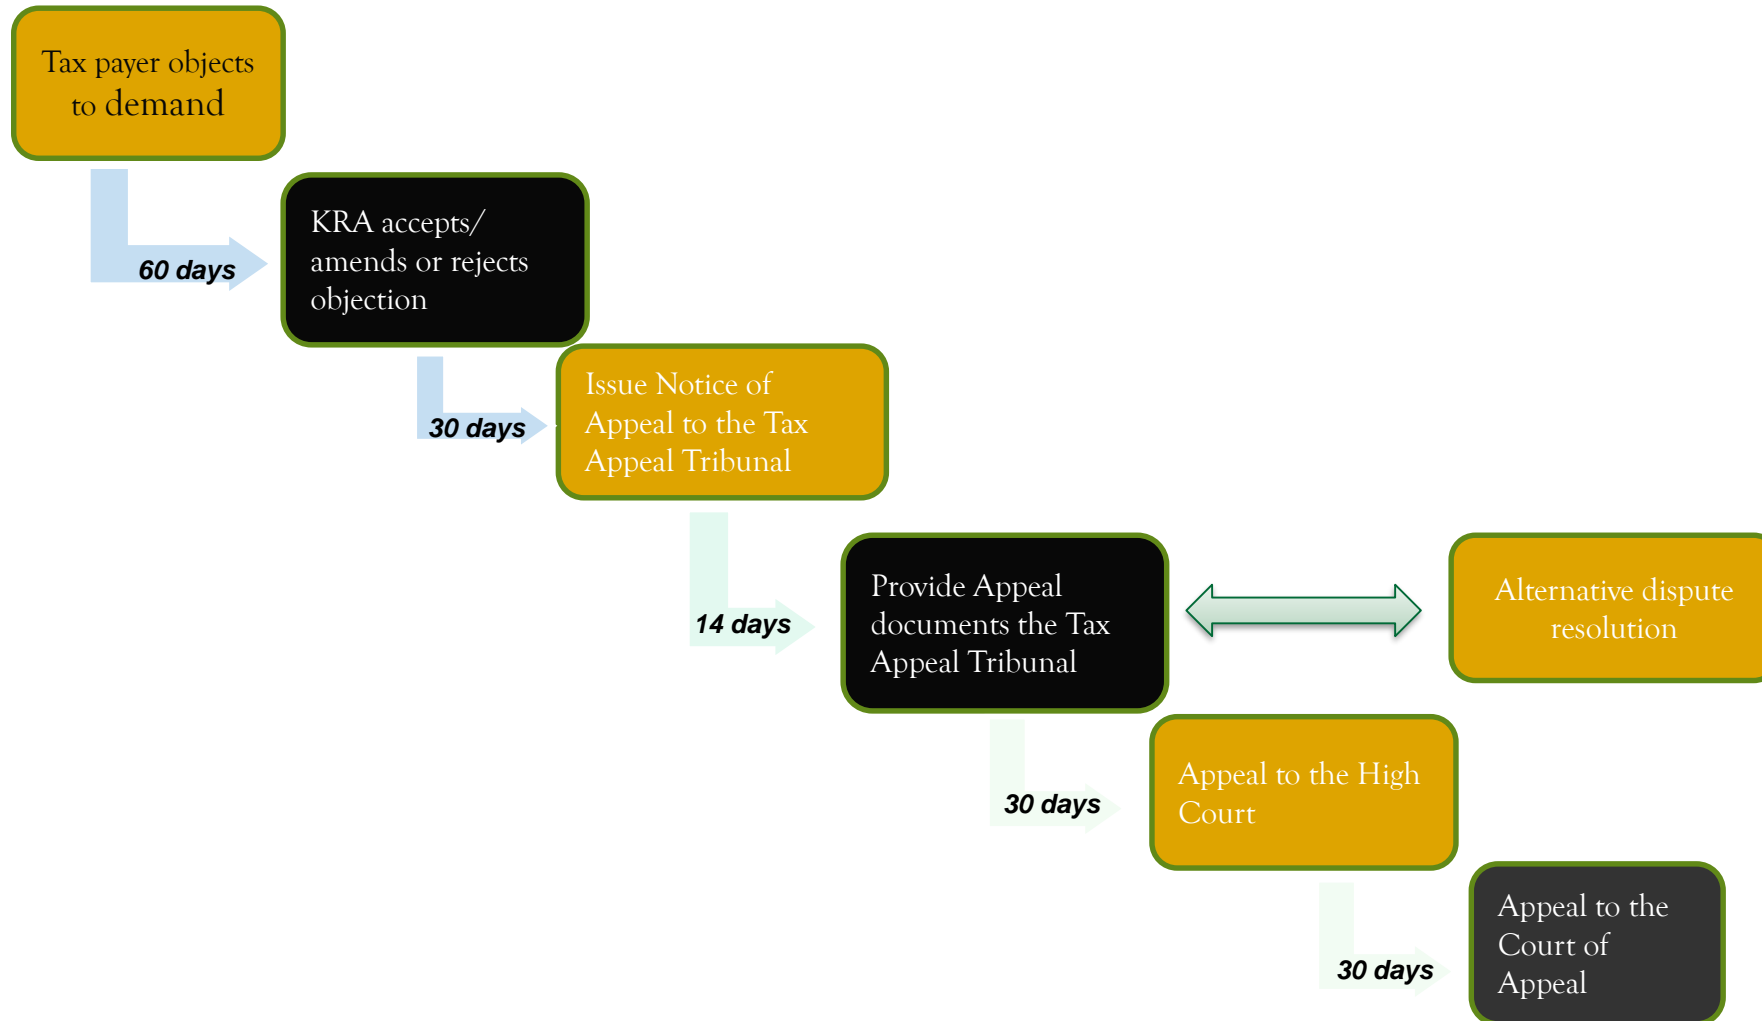 Tax payer objects
to demand
60 days
KRA accepts/
amends or rejects
objection
30 days
Issue Notice of
Appeal to the Tax
Appeal Tribunal
14 days
Provide Appeal
documents the Tax
Appeal Tribunal
Alternative dispute
resolution
30 days
Appeal to the High
Court
30 days
Appeal to the
Court of
Appeal